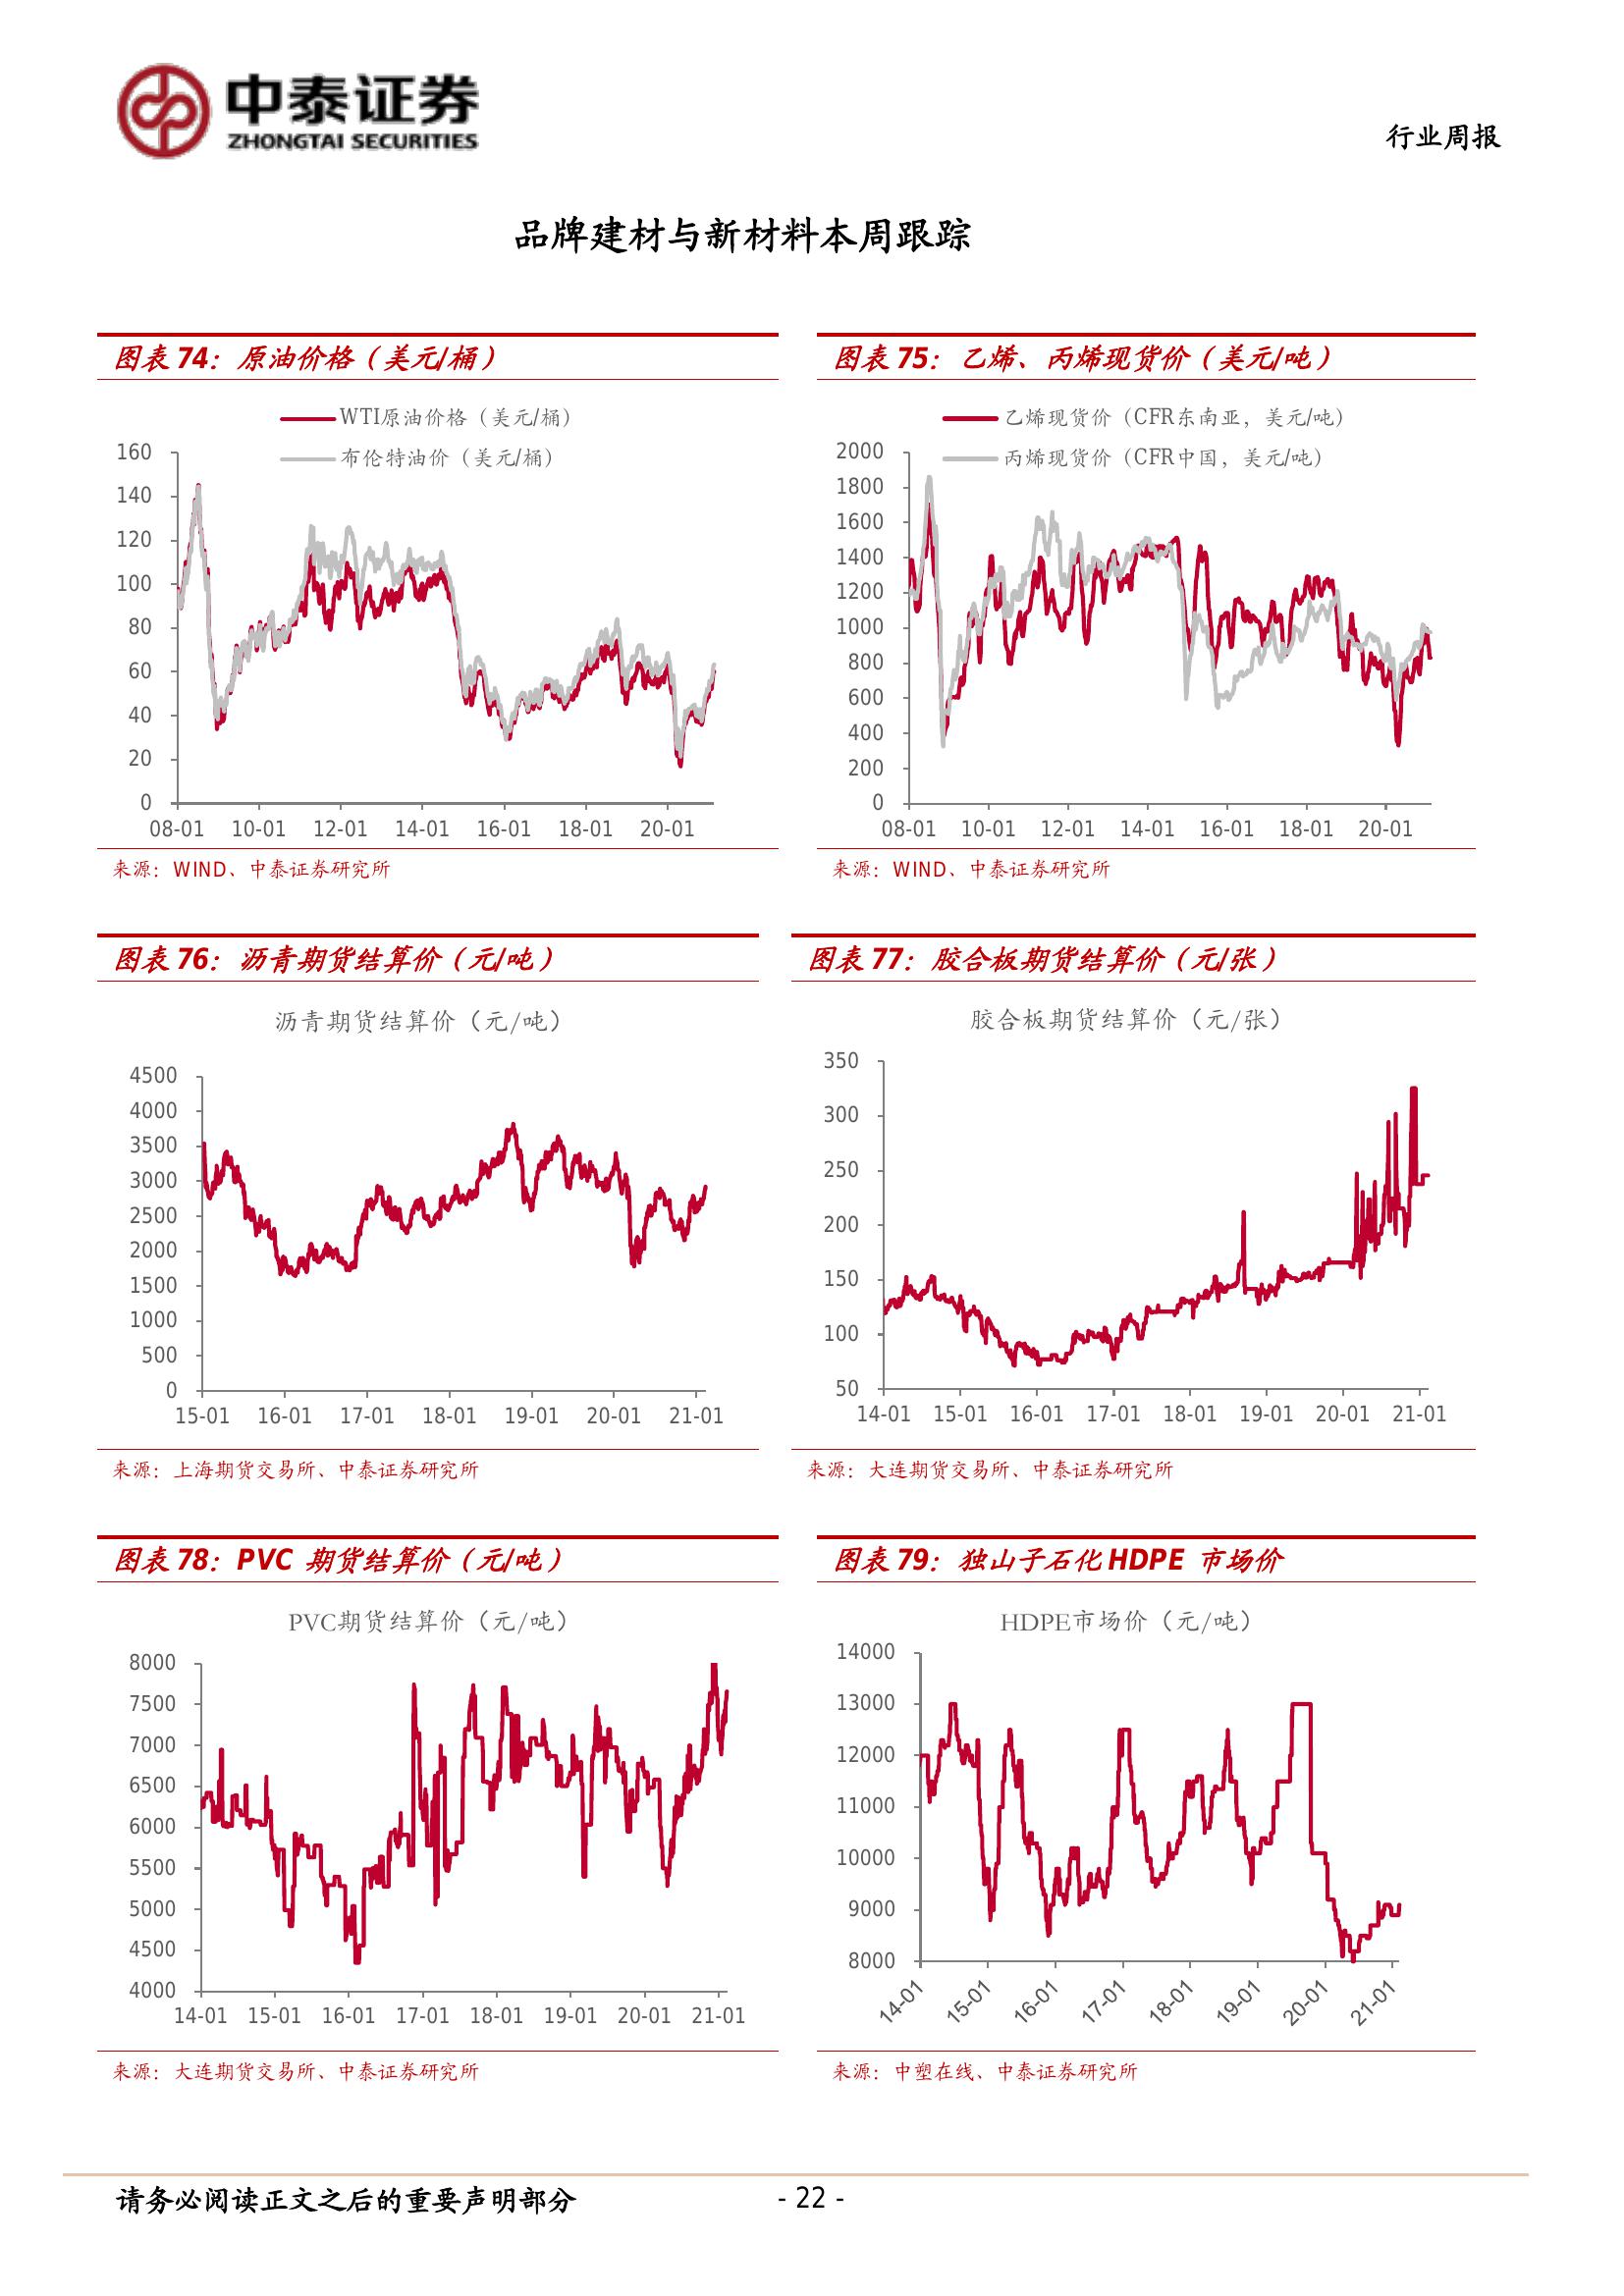 中泰证券
ZHONGTAI SECURITIES
行业周报
品牌建材与新材料本周跟踪
图表 74：原油价格（美元/桶）
WTI原油价格（美元/桶）
布伦特油价（美元/桶）
160
140
120
100
80
60
40
20
0
08-01 10-01 12-01 14-01 16-01 18-01 20-01
来源：WIND、中泰证券研究所
图表 75：乙烯、丙烯现货价（美元/吨）
乙烯现货价（CFR东南亚，美元/吨）
丙烯现货价（CFR中国，美元/吨）
2000
1800
1600
1400
1200
1000
800
600
400
200
0
08-01 10-01 12-01 14-01 16-01 18-01 20-01
来源：WIND、中泰证券研究所
图表 76：沥青期货结算价（元/吨）
沥青期货结算价（元/吨）
4500
4000
3500
3000
2500
2000
1500
1000
500
0
15-01 16-01 17-01 18-01 19-01 20-01 21-01
来源：上海期货交易所、中泰证券研究所
图表 77：胶合板期货结算价（元/张）
胶合板期货结算价（元/张）
350
300
250
200
150
100
50
14-01 15-01 16-01 17-01 18-01 19-01 20-01 21-01
来源：大连期货交易所、中泰证券研究所
图表 78：PVC 期货结算价（元/吨）
PVC期货结算价（元/吨）
8000
7500
7000
6500
6000
5500
5000
4500
4000
14-01 15-01 16-01 17-01 18-01 19-01 20-01 21-01
来源：大连期货交易所、中泰证券研究所
图表 79：独山子石化 HDPE 市场价
HDPE市场价（元/吨）
14000
13000
12000
11000
10000
9000
8000
14-01 15-01 16-01 17-01 18-01 19-01 20-01 21-01
来源：中塑在线、中泰证券研究所
请务必阅读正文之后的重要声明部分
- 22 -